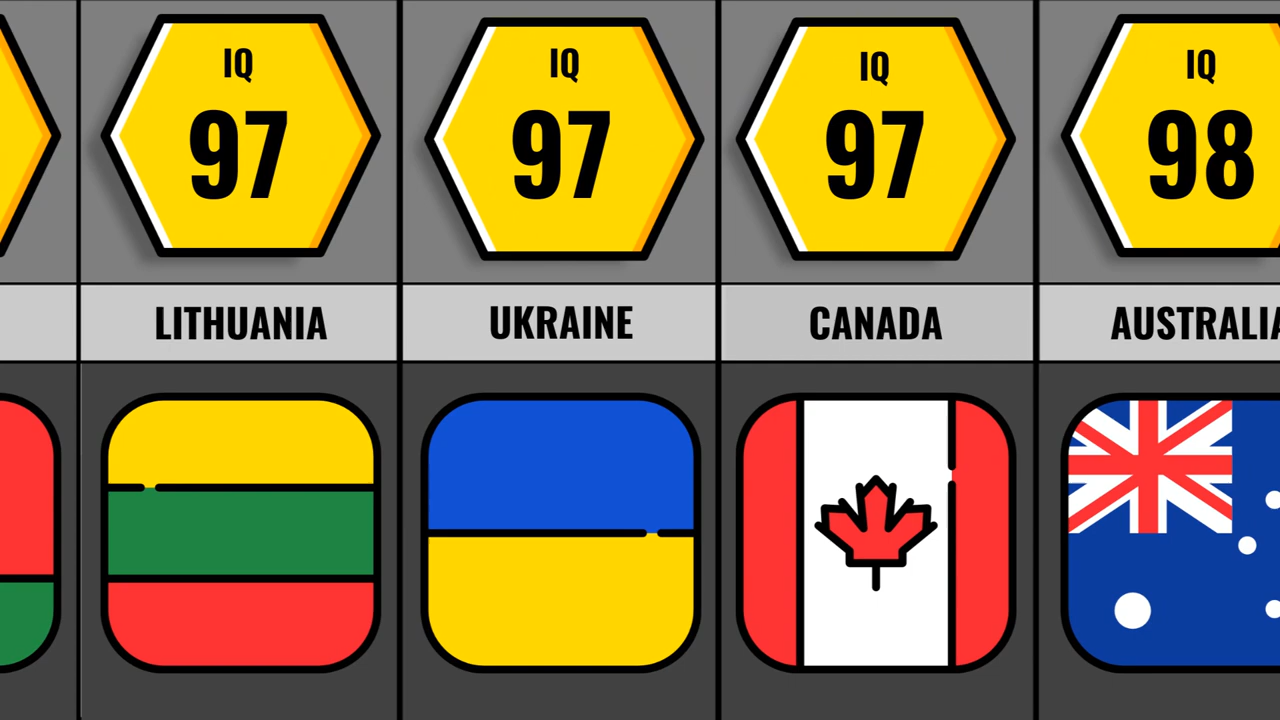 IQ
97
LITHUANIA
IQ
97
UKRAINE
IQ
97
CANADA
IQ
98
AUSTRALIA